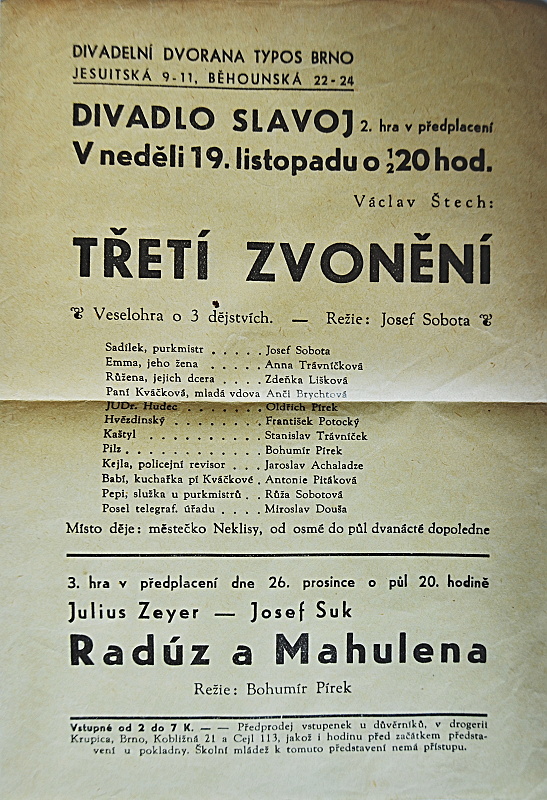 DIVADELNÍ DVORANA TYPOS BRNO
JESUITSKÁ 9-11, BĚHOUNSKÁ 22-24
DIVADLO SLAVOJ 2. hra v předplacení
V neděli 19. listopadu o ½20 hod.
Václav Štech:
TŘETÍ ZVONĚNÍ
Veselohra o 3 dějstvích. — Režie: Josef Sobota
Sadílek, purkmistr . . . . . Josef Sobota
Emma, jeho žena . . . . . Anna Trávníčková
Růžena, jejich dcera . . . . Zdeňka Lišková
Paní Kváčková, mladá vdova Anči Brychtová
JUDr. Hudec . . . . . . . . Oldřich Pírek
Hvězdinský . . . . . . . . František Potocký
Kaštyl . . . . . . . . . . Stanislav Trávníček
Pilz . . . . . . . . . . . Bohumír Pírek
Kejla, policejní revisor . . . Jaroslav Achaladze
Babí, kuchařka pí Kváčkové . Antonie Pitáková
Pepi, služka u purkmistrů . . Růža Sobotová
Posel telegraf. úřadu . . . . Miroslav Douša
Místo děje: městečko Neklisy, od osmé do půl dvanácté dopoledne
3. hra v předplacení dne 26. prosince o půl 20. hodině
Julius Zeyer — Josef Suk
Radúz a Mahulena
Režie: Bohumír Pírek
Vstupné od 2 do 7 K. — — Předprodej vstupenek u důvěrníků, v drogerii
Krupica, Brno, Kobližná 21 a Cejl 113, jakož i hodinu před začátkem předsta-
vení u pokladny. Školní mládež k tomuto představení nemá přístupu.